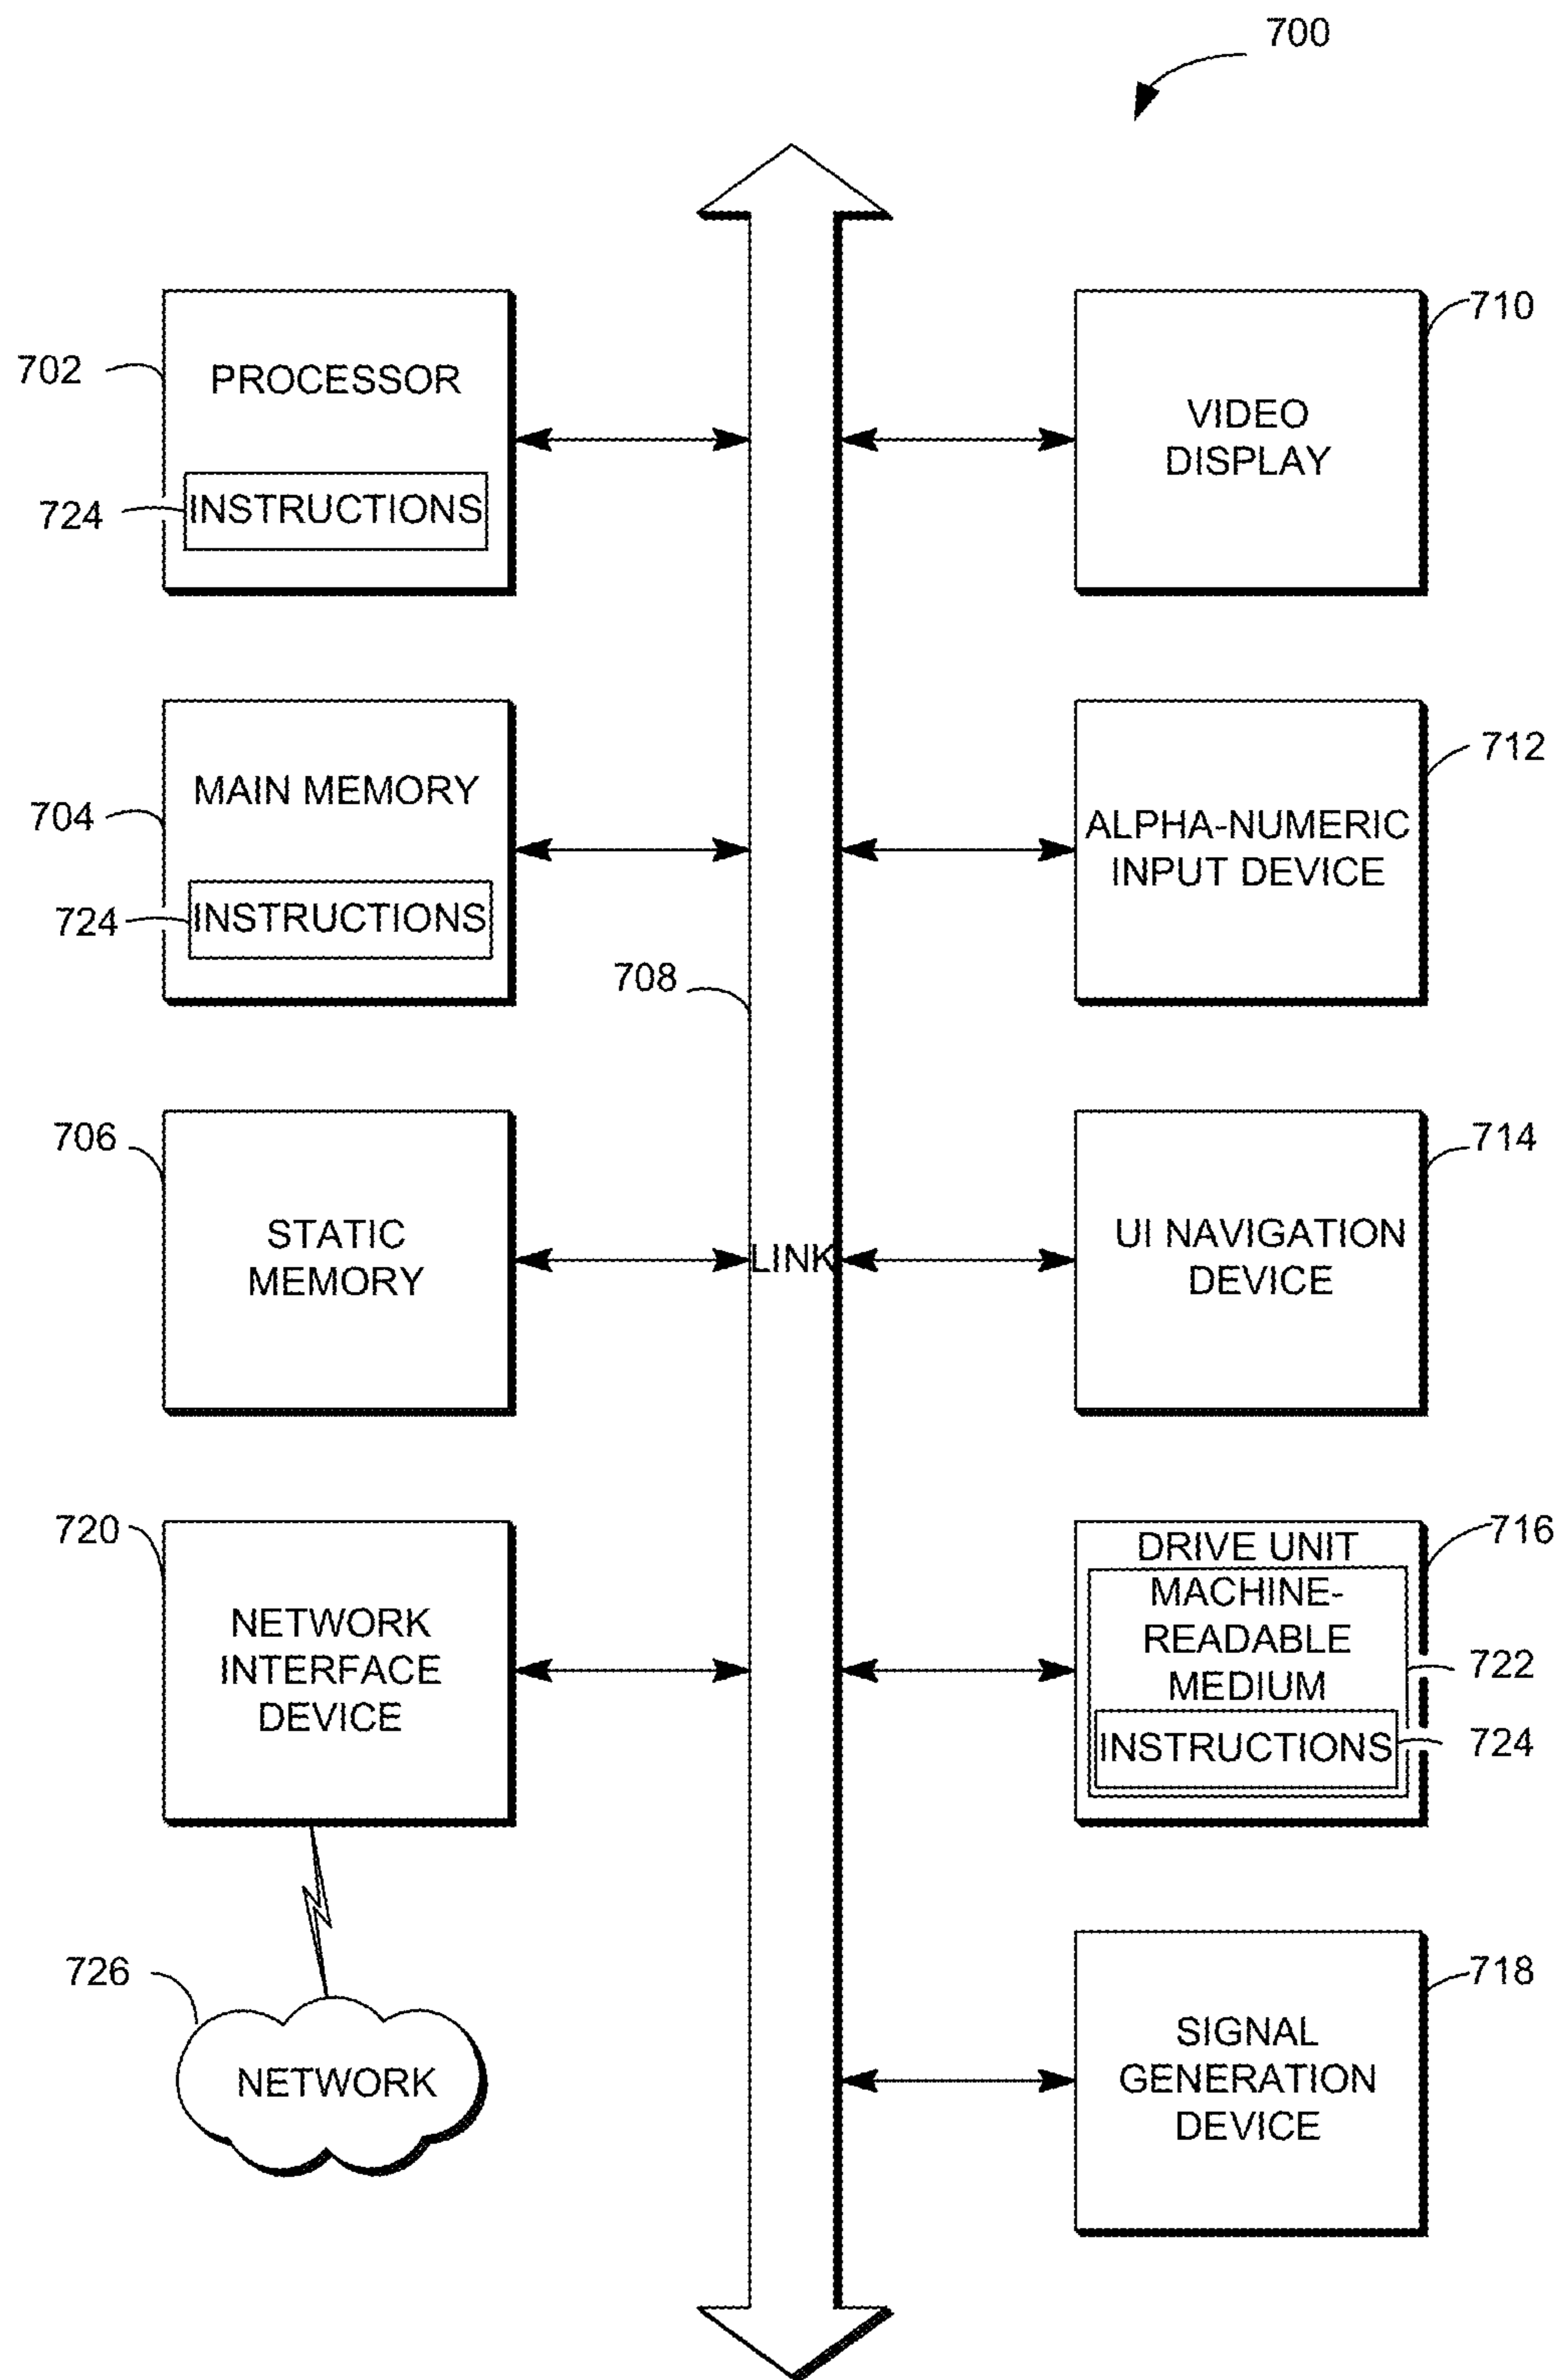 700
702
PROCESSOR
724
INSTRUCTIONS
710
VIDEO
DISPLAY
704
MAIN MEMORY
724
INSTRUCTIONS
712
ALPHA-NUMERIC
INPUT DEVICE
708
LINK
706
STATIC
MEMORY
714
UI NAVIGATION
DEVICE
720
NETWORK
INTERFACE
DEVICE
716
DRIVE UNIT
MACHINE-
READABLE
MEDIUM
722
INSTRUCTIONS
724
726
NETWORK
718
SIGNAL
GENERATION
DEVICE